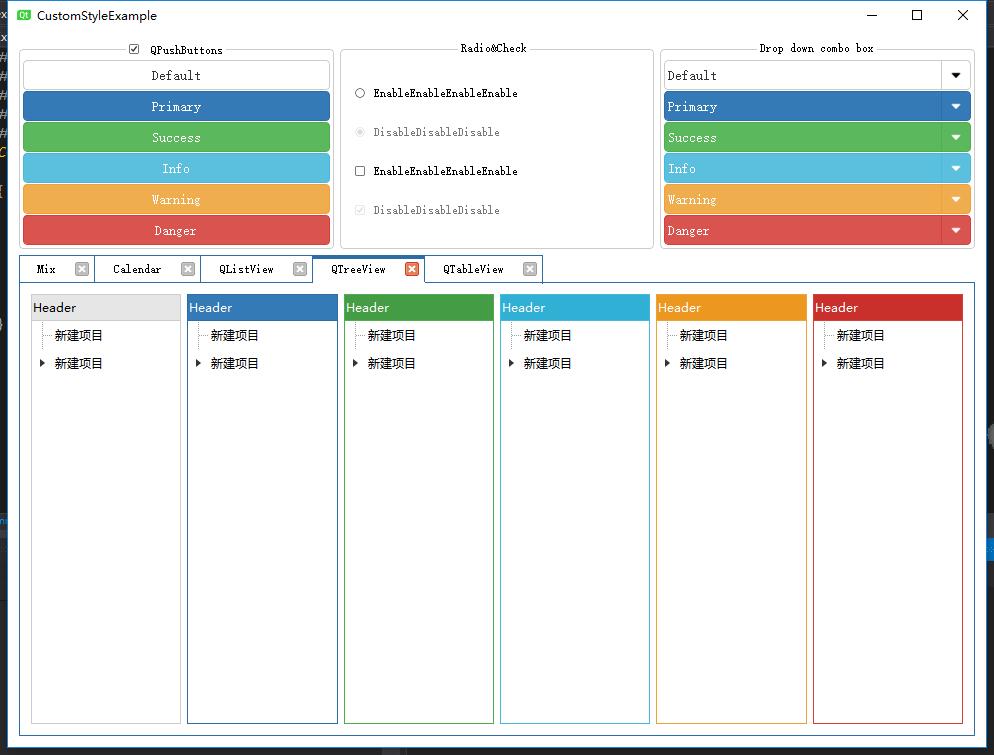 Qt CustomStyleExample
QPushButtons
Default
Primary
Success
Info
Warning
Danger
Radio&Check
EnableEnableEnableEnable
DisableDisableDisable
EnableEnableEnableEnable
DisableDisableDisable
Drop down combo box
Default
Primary
Success
Info
Warning
Danger
Mix Calendar QListView QTreeView QTableView
Header Header Header Header Header Header
新建项目 新建项目 新建项目 新建项目 新建项目 新建项目
新建项目 新建项目 新建项目 新建项目 新建项目 新建项目